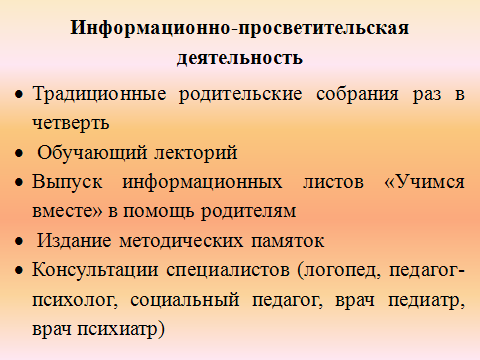 Информационно-просветительская
деятельность
• Традиционные родительские собрания раз в
четверть
• Обучающий лекторий
• Выпуск информационных листов «Учимся
вместе» в помощь родителям
• Издание методических памяток
• Консультации специалистов (логопед, педагог-
психолог, социальный педагог, врач педиатр,
врач психиатр)